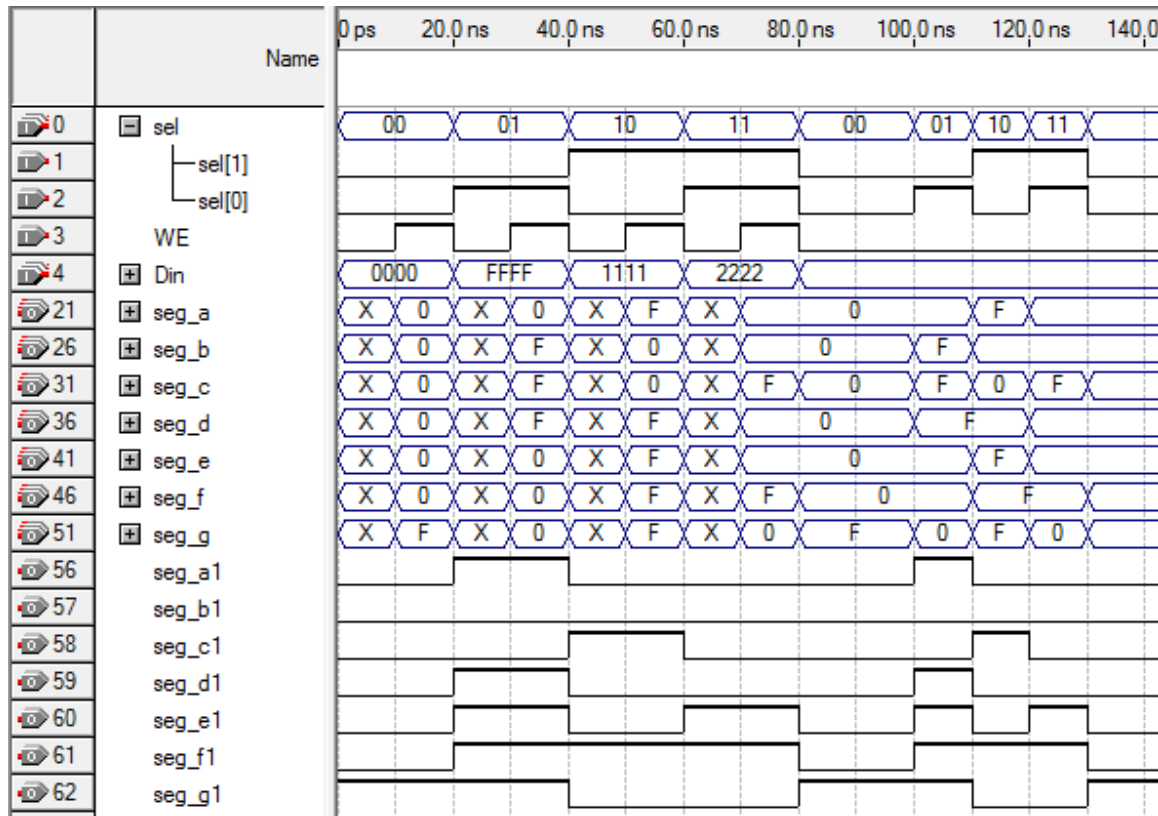 Name 0 ps 20.0 ns 40.0 ns 60.0 ns 80.0 ns 100.0 ns 120.0 ns 140.0
0 sel 00 01 10 11 00 01 10 11
1 sel[1]
2 sel[0]
3 WE
4 Din 0000 FFFF 1111 2222
21 seg_a X 0 X 0 X F X 0 F
26 seg_b X 0 X F X 0 X 0 F
31 seg_c X 0 X F X 0 X F 0 F 0 F
36 seg_d X 0 X F X F X 0 F
41 seg_e X 0 X 0 X F X 0 F
46 seg_f X 0 X 0 X F X F 0 F
51 seg_g X F X 0 X F X 0 F 0 F 0
56 seg_a1
57 seg_b1
58 seg_c1
59 seg_d1
60 seg_e1
61 seg_f1
62 seg_g1